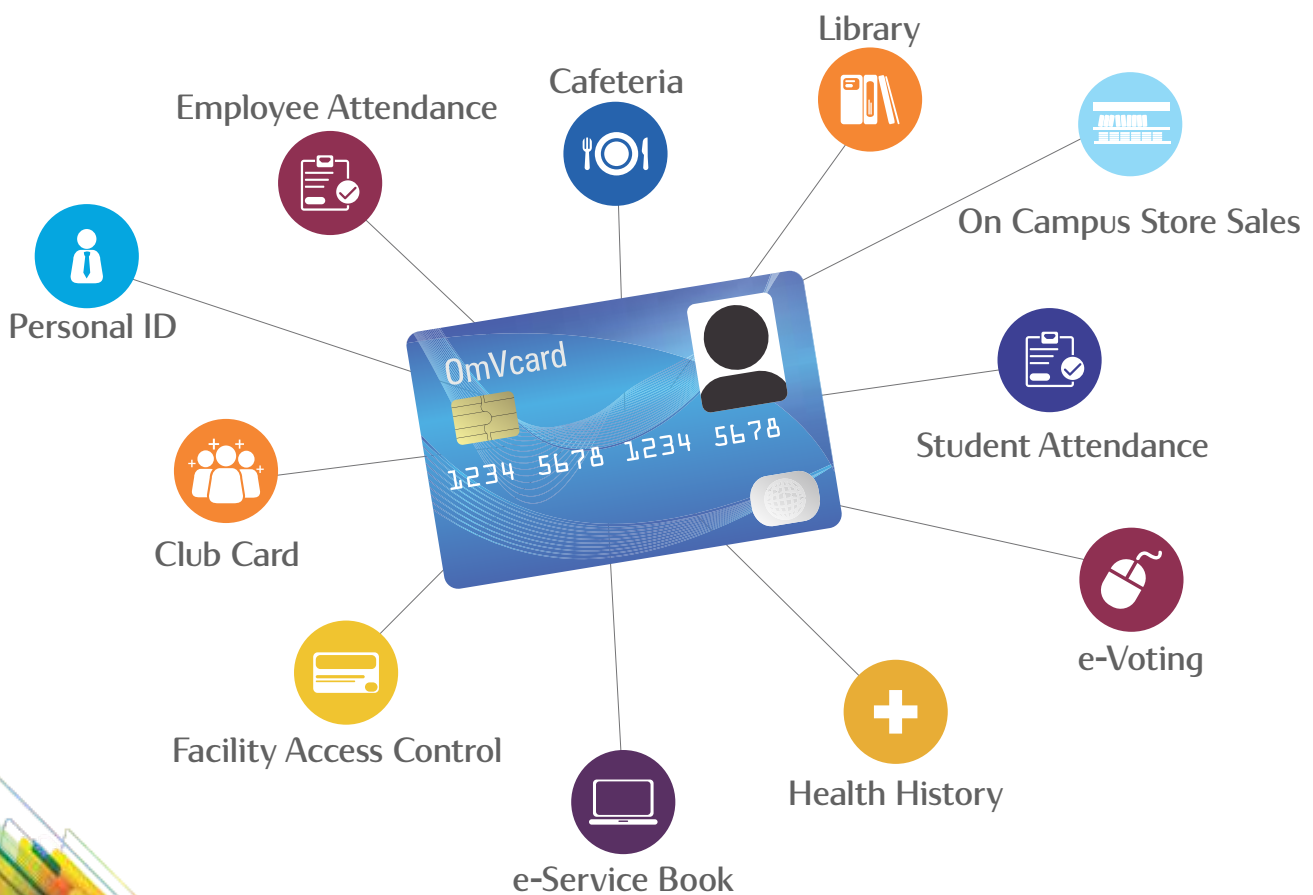 Library
Cafeteria
Employee Attendance
On Campus Store Sales
Personal ID
OmVcard
1234 5678 1234 5678
Student Attendance
Club Card
e-Voting
Facility Access Control
Health History
e-Service Book